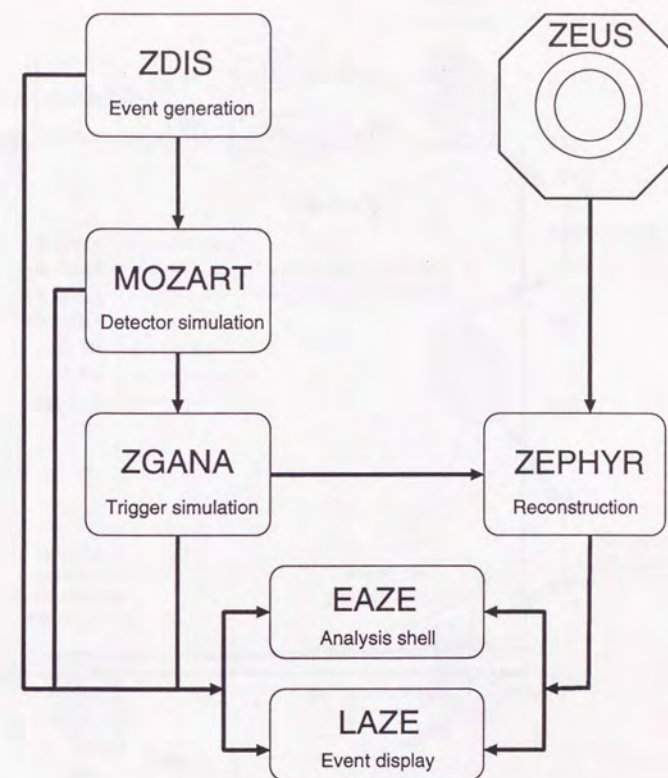 ZDIS
Event generation
ZEUS
MOZART
Detector simulation
ZGANA
Trigger simulation
ZEPHYR
Reconstruction
EAZE
Analysis shell
LAZE
Event display